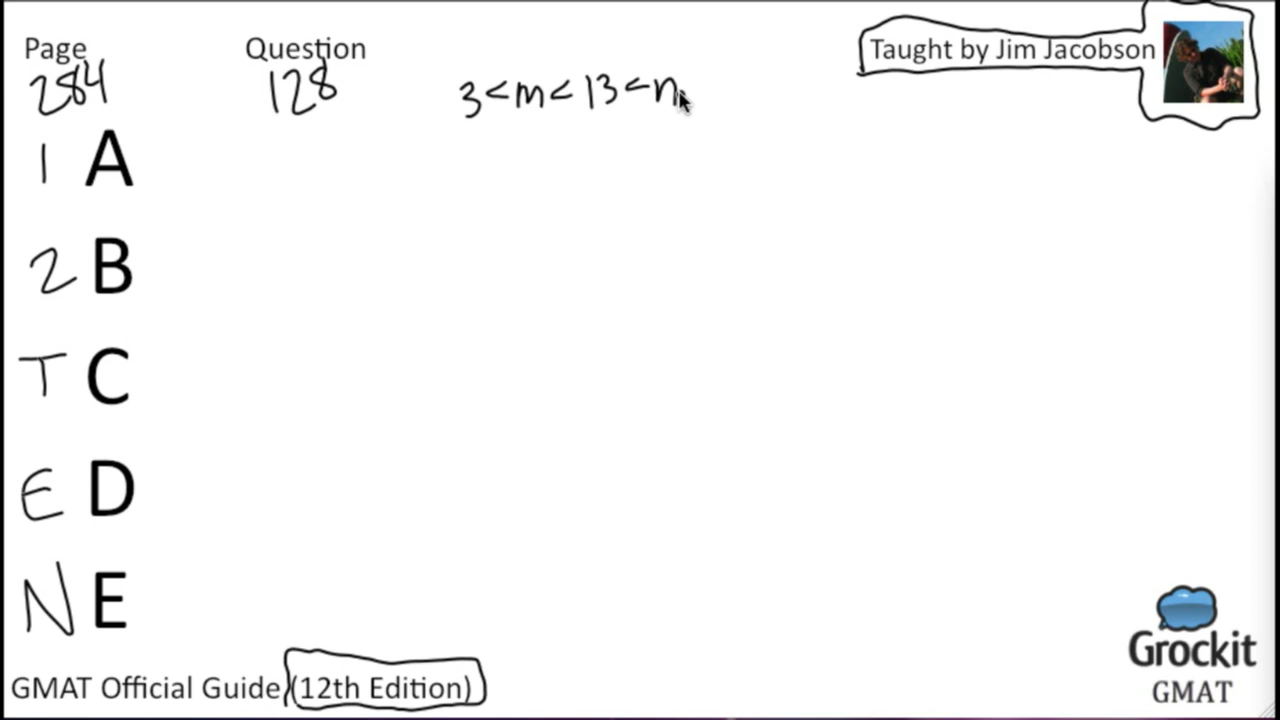 Page Question Taught by Jim Jacobson
284 128 3<m<13<n
1 A
2 B
T C
E D
N E
GMAT Official Guide (12th Edition)
Grockit
GMAT